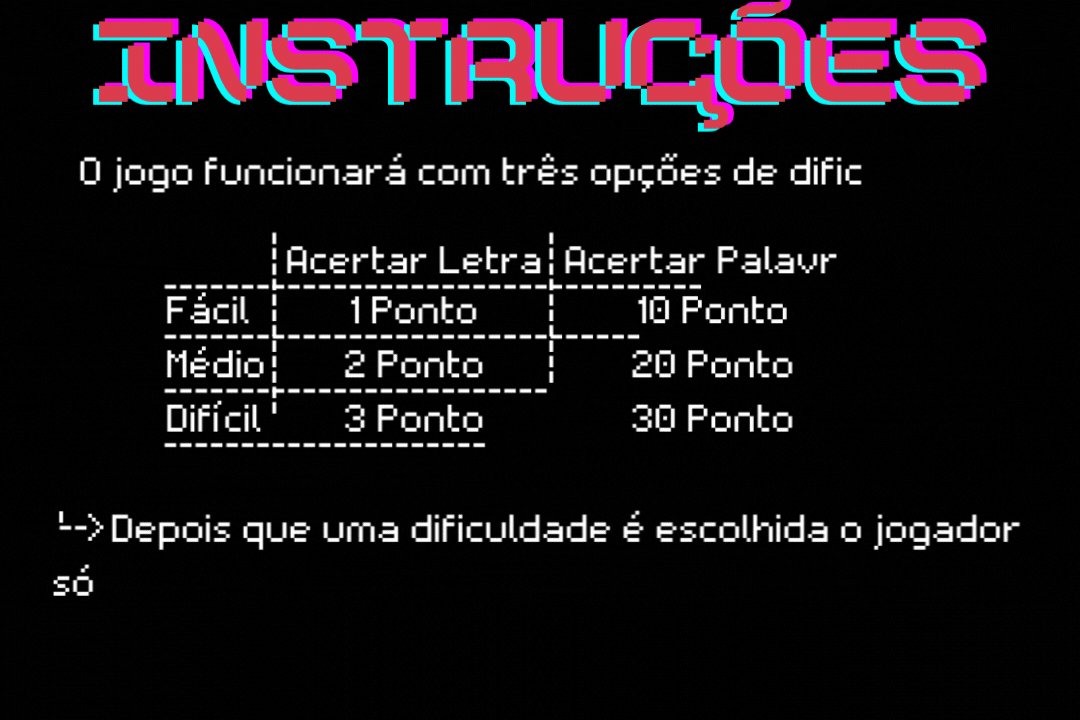 INSTRUÇÕES
O jogo funcionará com três opções de dific
Acertar Letra Acertar Palavr
Fácil 1 Ponto 10 Ponto
Médio 2 Ponto 20 Ponto
Difícil 3 Ponto 30 Ponto
└-->Depois que uma dificuldade é escolhida o jogador
só